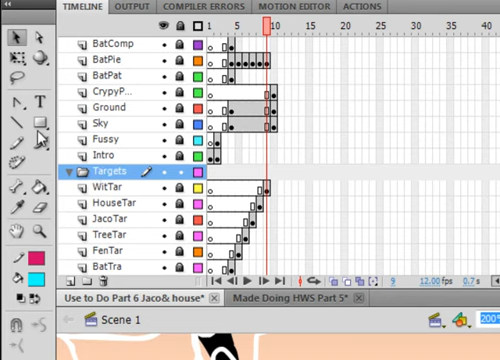 TIMELINE OUTPUT COMPILER ERRORS MOTION EDITOR ACTIONS
1 5 10 15 20 25 30 35 40
BatComp
BatPie
BatPat
CrypyP...
Ground
Sky
Fussy
Intro
Targets
WitTar
HouseTar
JacoTar
TreeTar
FenTar
BatTra
T
9 12.00 fps 0.7 s
Use to Do Part 6 Jaco& house* Made Doing HWS Part 5*
Scene 1
200%